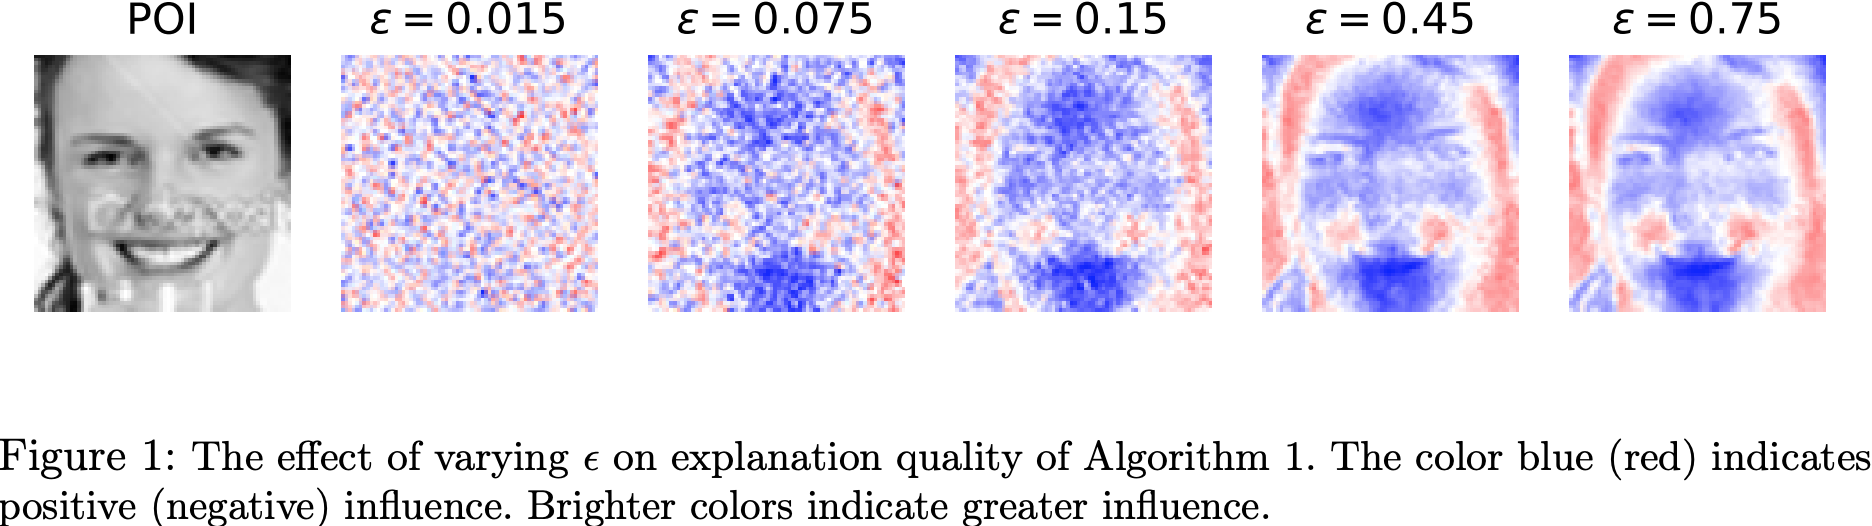 POI ε = 0.015 ε = 0.075 ε = 0.15 ε = 0.45 ε = 0.75
Figure 1: The effect of varying ϵ on explanation quality of Algorithm 1. The color blue (red) indicates
positive (negative) influence. Brighter colors indicate greater influence.